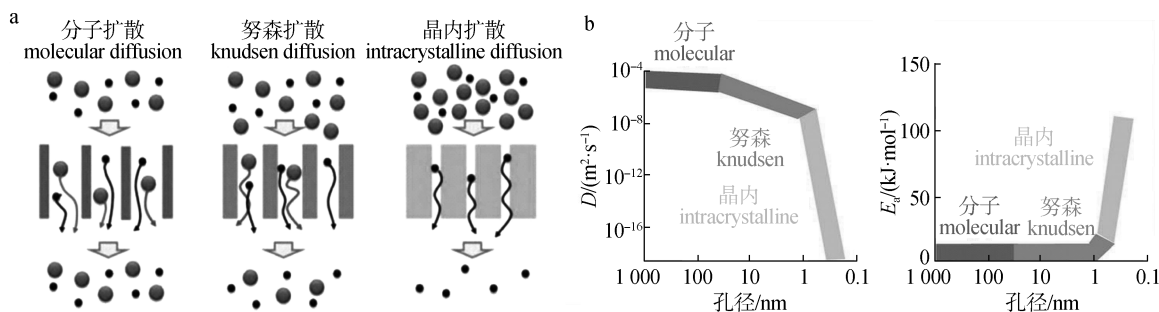 a
分子扩散
molecular diffusion
努森扩散
knudsen diffusion
晶内扩散
intracrystalline diffusion
b
分子
molecular
10⁻⁴
10⁻⁸
10⁻¹²
10⁻¹⁶
D/(m²·s⁻¹)
努森
knudsen
晶内
intracrystalline
1 000
100
10
1
0.1
孔径/nm
150
100
50
0
Eₐ/(kJ·mol⁻¹)
晶内
intracrystalline
分子
molecular
努森
knudsen
1 000
100
10
1
0.1
孔径/nm